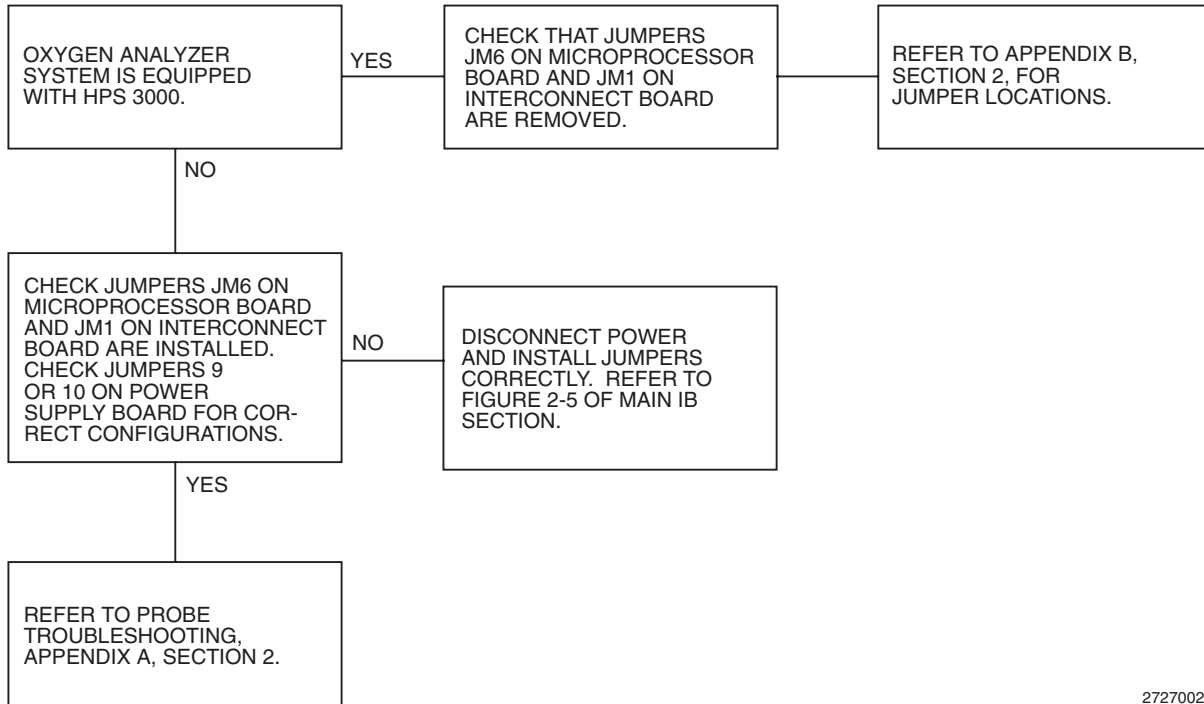 OXYGEN ANALYZER
SYSTEM IS EQUIPPED
WITH HPS 3000.
YES
CHECK THAT JUMPERS
JM6 ON MICROPROCESSOR
BOARD AND JM1 ON
INTERCONNECT BOARD
ARE REMOVED.
REFER TO APPENDIX B,
SECTION 2, FOR
JUMPER LOCATIONS.
NO
CHECK JUMPERS JM6 ON
MICROPROCESSOR BOARD
AND JM1 ON INTERCONNECT
BOARD ARE INSTALLED.
CHECK JUMPERS 9
OR 10 ON POWER
SUPPLY BOARD FOR COR-
RECT CONFIGURATIONS.
NO
DISCONNECT POWER
AND INSTALL JUMPERS
CORRECTLY. REFER TO
FIGURE 2-5 OF MAIN IB
SECTION.
YES
REFER TO PROBE
TROUBLESHOOTING,
APPENDIX A, SECTION 2.
2727002